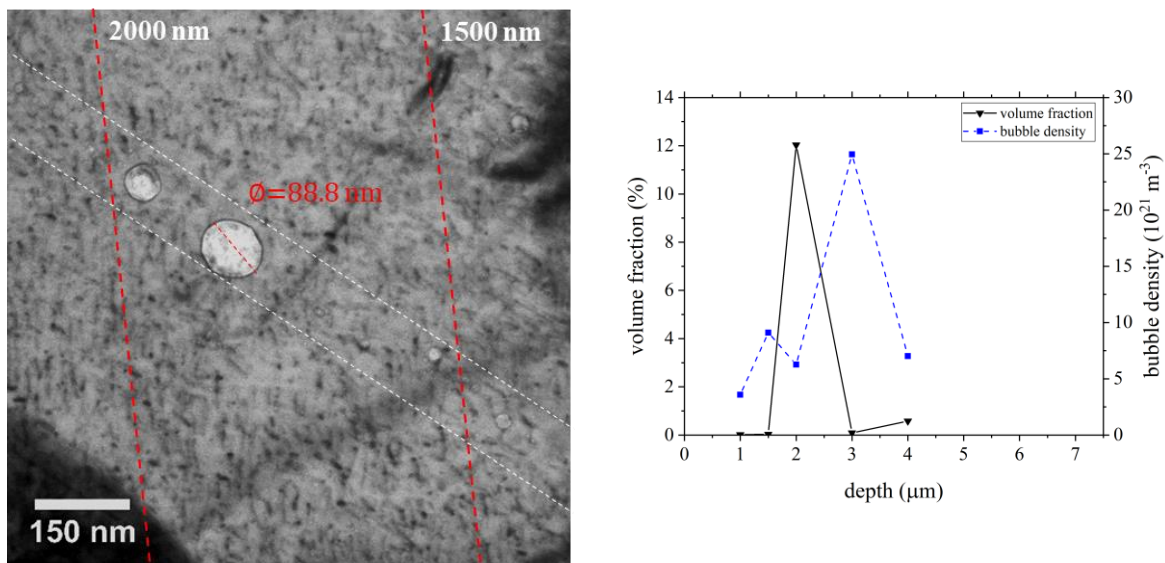 2000 nm
1500 nm
Ø=88.8 nm
150 nm
14
12
10
8
6
4
2
0
volume fraction (%)
30
25
20
15
10
5
0
bubble density (10²¹ m⁻³)
volume fraction
bubble density
0 1 2 3 4 5 6 7
depth (μm)